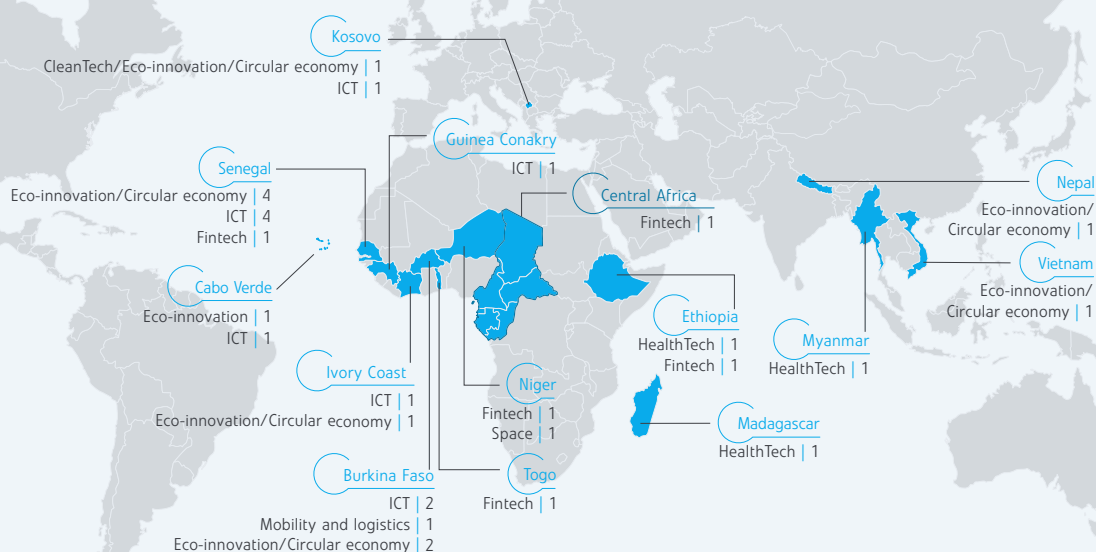 Kosovo
CleanTech/Eco-innovation/Circular economy | 1
ICT | 1
Guinea Conakry
ICT | 1
Senegal
Eco-innovation/Circular economy | 4
ICT | 4
Fintech | 1
Central Africa
Fintech | 1
Nepal
Eco-innovation/
Circular economy | 1
Vietnam
Eco-innovation/
Circular economy | 1
Cabo Verde
Eco-innovation | 1
ICT | 1
Ethiopia
HealthTech | 1
Fintech | 1
Myanmar
HealthTech | 1
Ivory Coast
ICT | 1
Eco-innovation/Circular economy | 1
Niger
Fintech | 1
Space | 1
Madagascar
HealthTech | 1
Burkina Faso
ICT | 2
Mobility and logistics | 1
Eco-innovation/Circular economy | 2
Togo
Fintech | 1